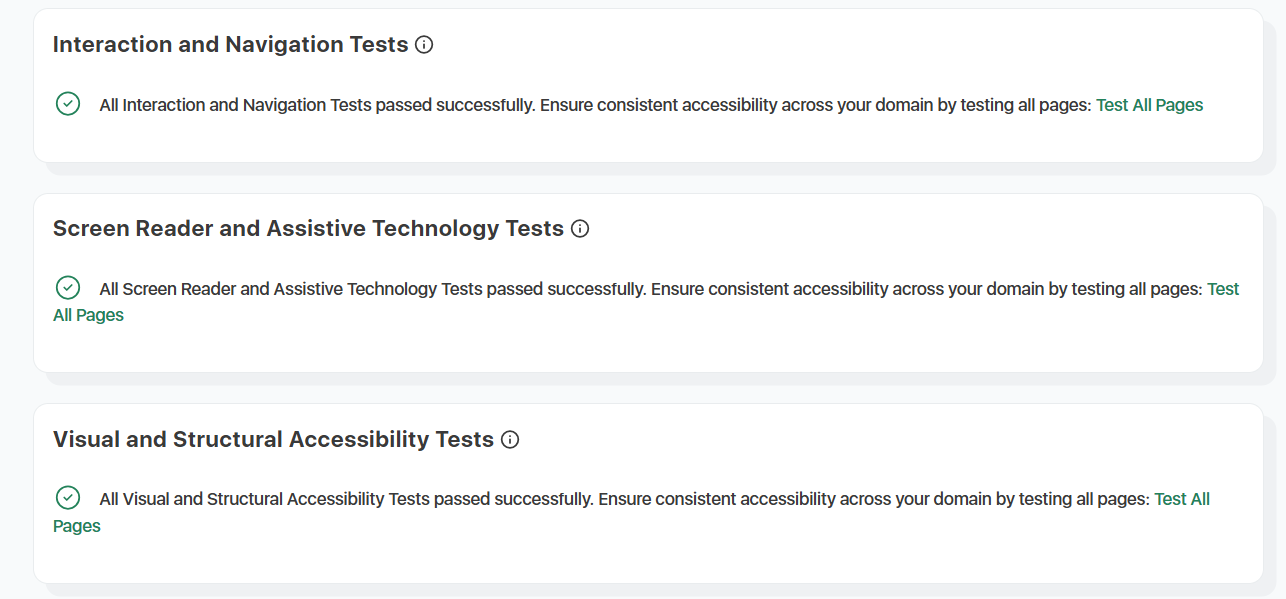 Interaction and Navigation Tests
All Interaction and Navigation Tests passed successfully. Ensure consistent accessibility across your domain by testing all pages: Test All Pages
Screen Reader and Assistive Technology Tests
All Screen Reader and Assistive Technology Tests passed successfully. Ensure consistent accessibility across your domain by testing all pages: Test
All Pages
Visual and Structural Accessibility Tests
All Visual and Structural Accessibility Tests passed successfully. Ensure consistent accessibility across your domain by testing all pages: Test All
Pages